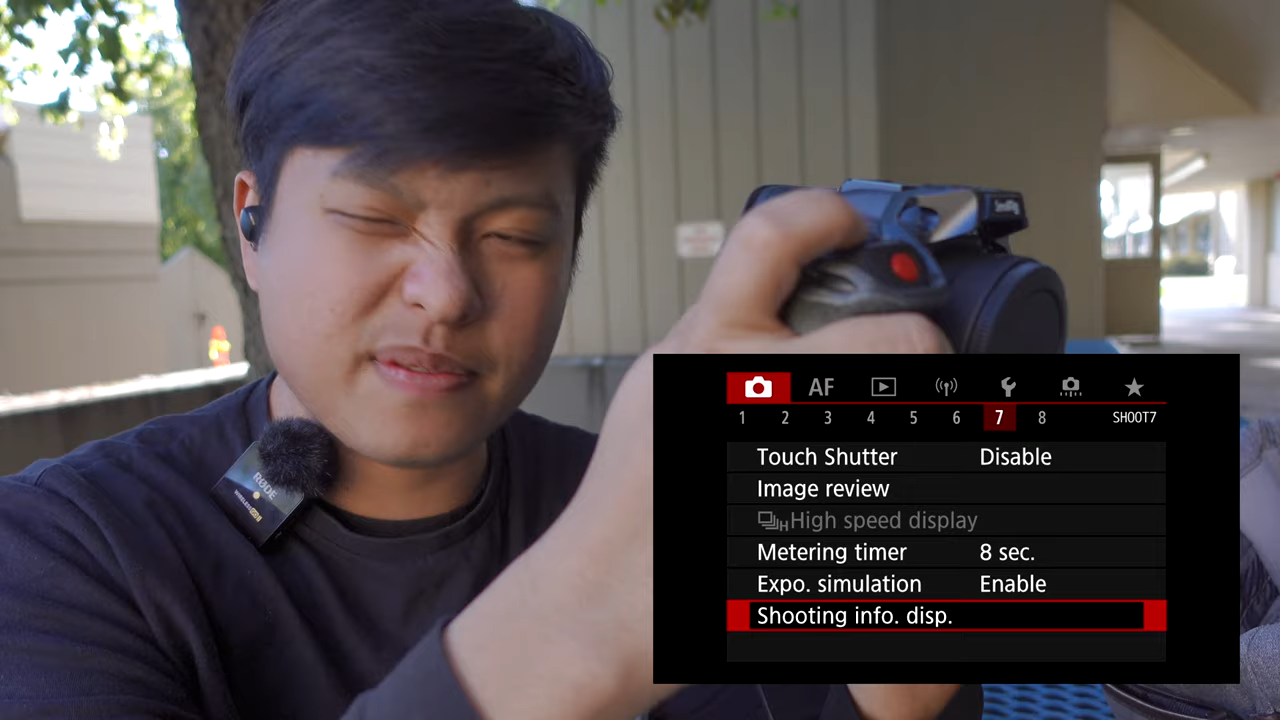 AF
1 2 3 4 5 6 7 8 SHOOT7
Touch Shutter Disable
Image review
H High speed display
Metering timer 8 sec.
Expo. simulation Enable
Shooting info. disp.
RØDE
SmallRig